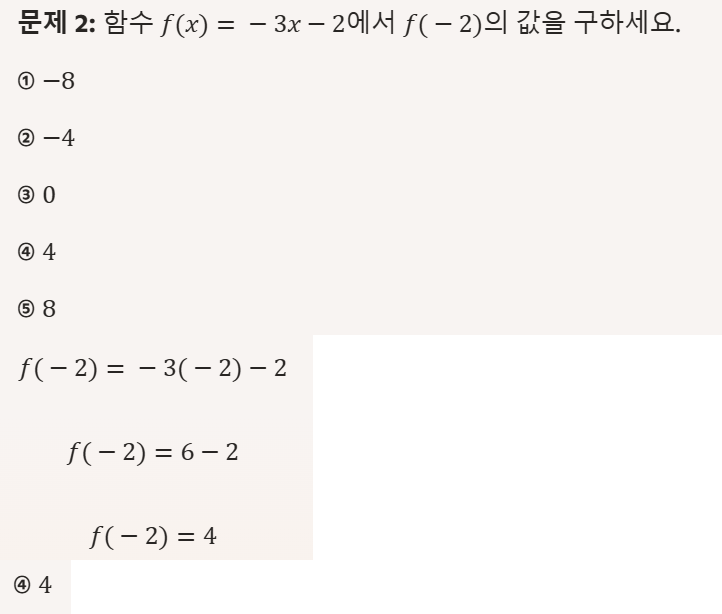 문제 2: 함수 f(x) = − 3x − 2에서 f(− 2)의 값을 구하세요.
① −8
② −4
③ 0
④ 4
⑤ 8
f(− 2) = − 3(− 2) − 2
f(− 2) = 6 − 2
f(− 2) = 4
④ 4